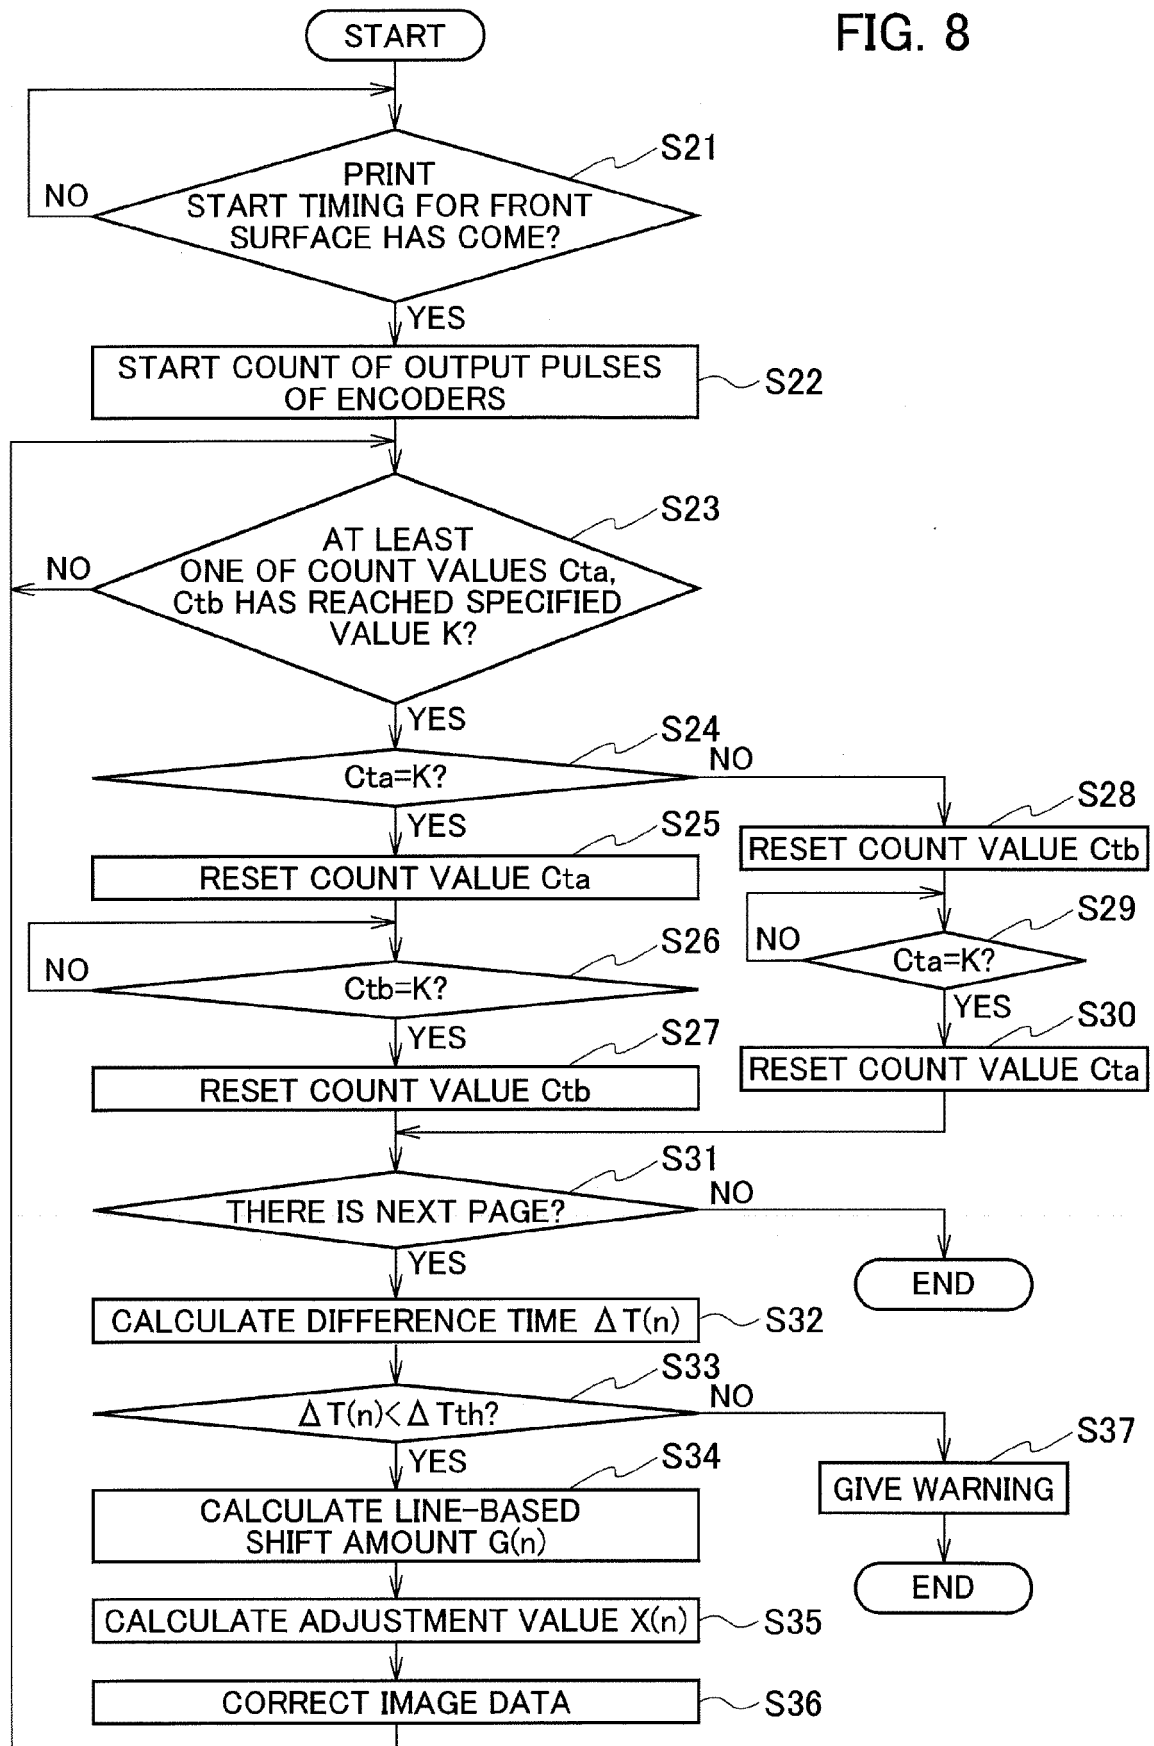 START
FIG. 8
S21
PRINT
START TIMING FOR FRONT
SURFACE HAS COME?
NO
YES
START COUNT OF OUTPUT PULSES
OF ENCODERS
S22
S23
AT LEAST
ONE OF COUNT VALUES Cta,
Ctb HAS REACHED SPECIFIED
VALUE K?
NO
YES
S24
Cta=K?
NO
YES
S25
RESET COUNT VALUE Cta
S28
RESET COUNT VALUE Ctb
S26
Ctb=K?
NO
YES
S29
Cta=K?
NO
YES
S27
RESET COUNT VALUE Ctb
S30
RESET COUNT VALUE Cta
S31
THERE IS NEXT PAGE?
NO
YES
END
CALCULATE DIFFERENCE TIME ΔT(n)
S32
S33
ΔT(n)<ΔTth?
NO
YES
S37
GIVE WARNING
END
S34
CALCULATE LINE-BASED
SHIFT AMOUNT G(n)
CALCULATE ADJUSTMENT VALUE X(n)
S35
CORRECT IMAGE DATA
S36